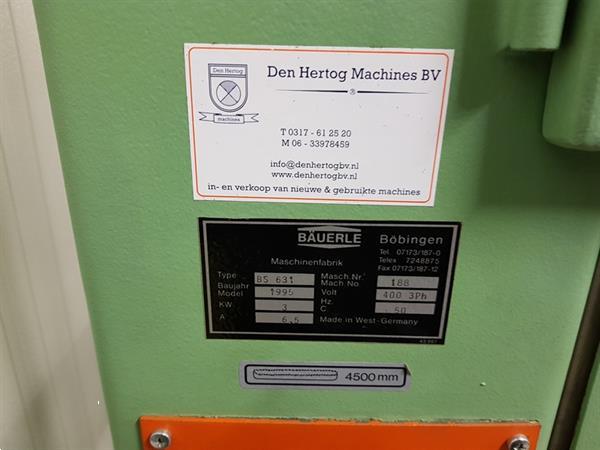 Den Hertog
machines
Den Hertog Machines BV
®
T 0317 - 61 25 20
M 06 - 33978459
info@denhertogbv.nl
www.denhertogbv.nl
in- en verkoop van nieuwe & gebruikte machines
BÄUERLE Böbingen
Tel. 07173/187-0
Telex 7248875
Fax 07173/187-12
Maschinenfabrik
Type BS 631 Masch.Nr. Mach.No. 188
Baujahr Model 1995 Volt 400 3Ph
KW 3 Hz. C 50
A 6,5 Made in West-Germany
4500 mm